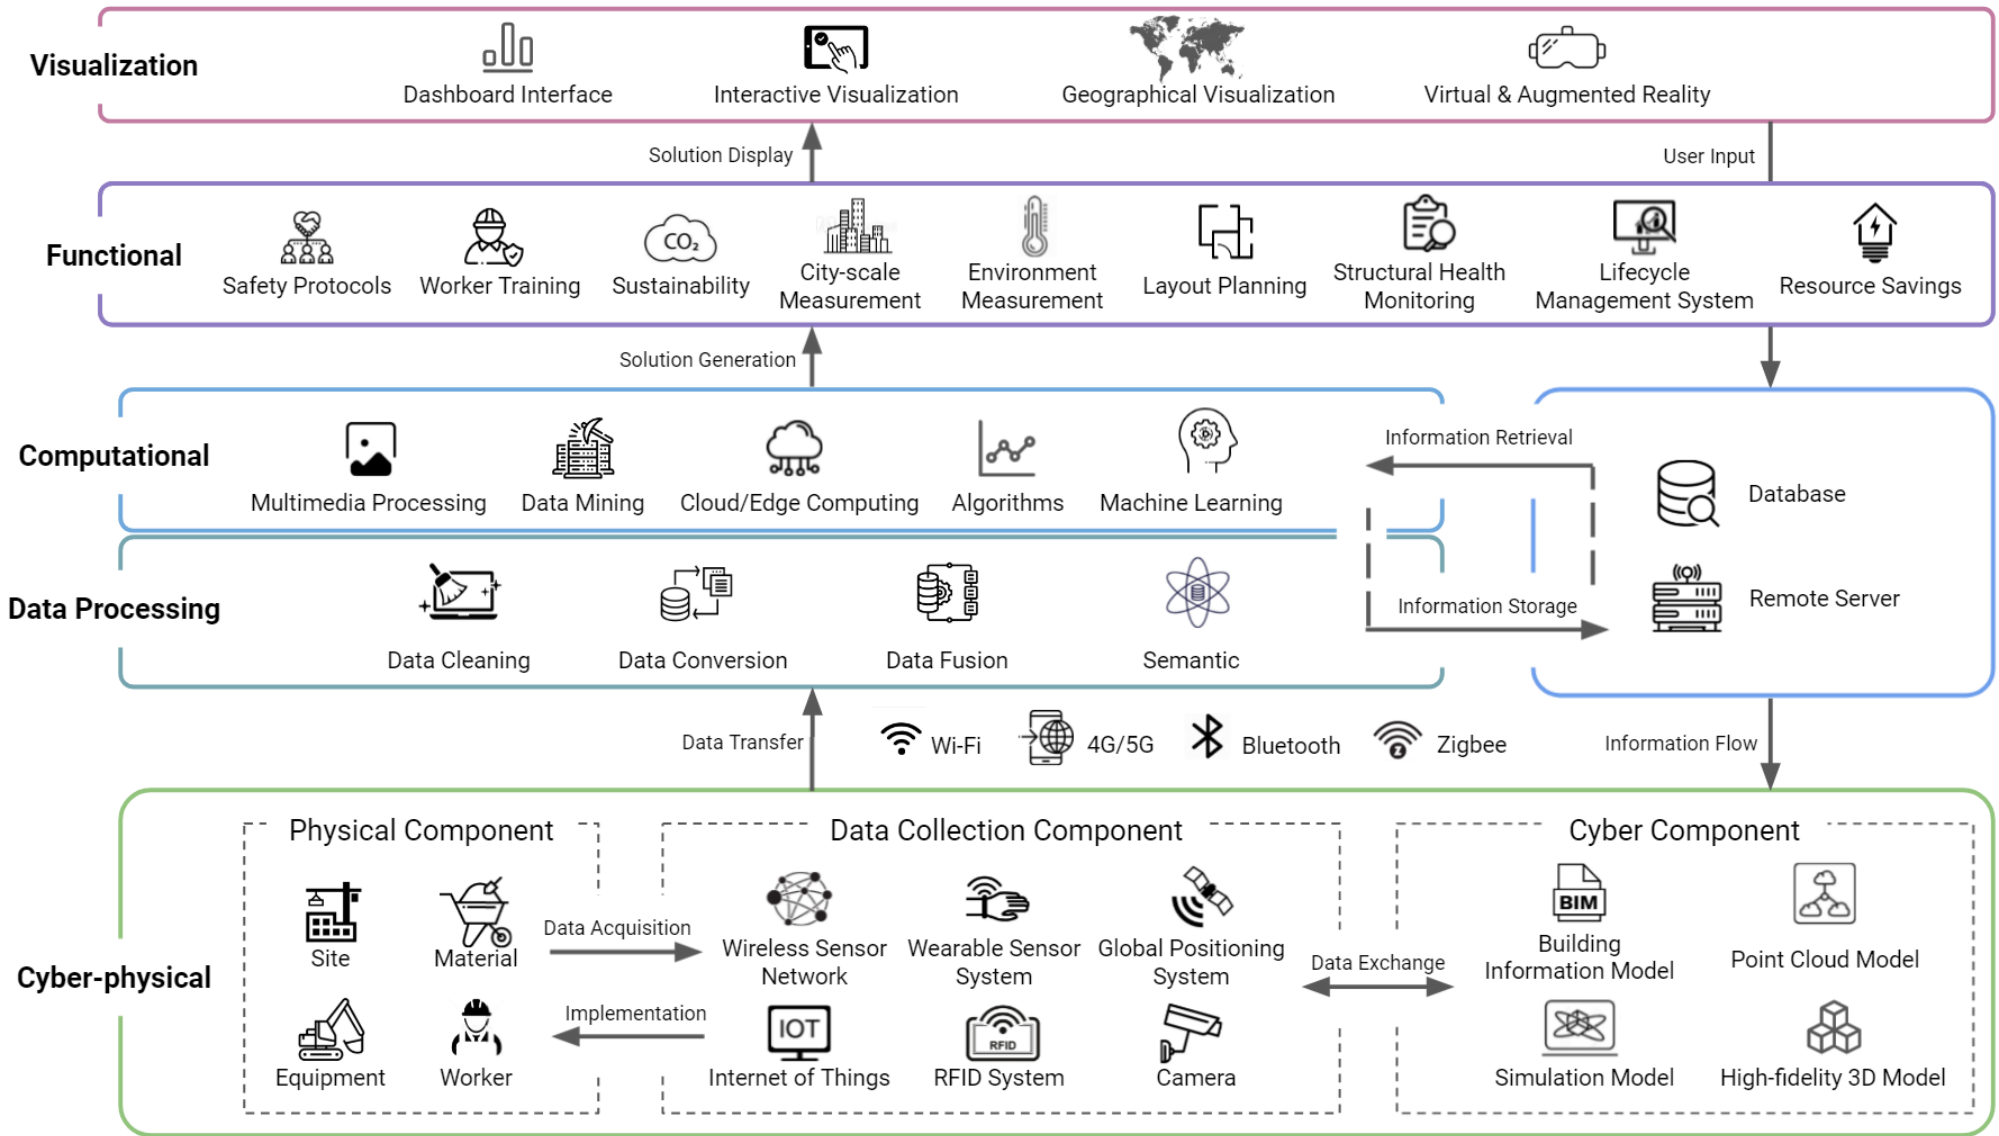 Visualization
Dashboard Interface
Interactive Visualization
Geographical Visualization
Virtual & Augmented Reality
Solution Display
User Input
Functional
CO₂
Safety Protocols
Worker Training
Sustainability
City-scale
Measurement
Environment
Measurement
Layout Planning
Structural Health
Monitoring
Lifecycle
Management System
Resource Savings
Solution Generation
Computational
Multimedia Processing
Data Mining
Cloud/Edge Computing
Algorithms
Machine Learning
Information Retrieval
Database
Data Processing
Data Cleaning
Data Conversion
Data Fusion
Semantic
Information Storage
Remote Server
Data Transfer
Wi-Fi
4G/5G
Bluetooth
Z
Zigbee
Information Flow
Cyber-physical
Physical Component
Site
Material
Equipment
Worker
Data Acquisition
Implementation
Data Collection Component
Wireless Sensor
Network
Wearable Sensor
System
Global Positioning
System
IOT
Internet of Things
RFID
RFID System
Camera
Data Exchange
Cyber Component
BIM
Building
Information Model
Point Cloud Model
Simulation Model
High-fidelity 3D Model